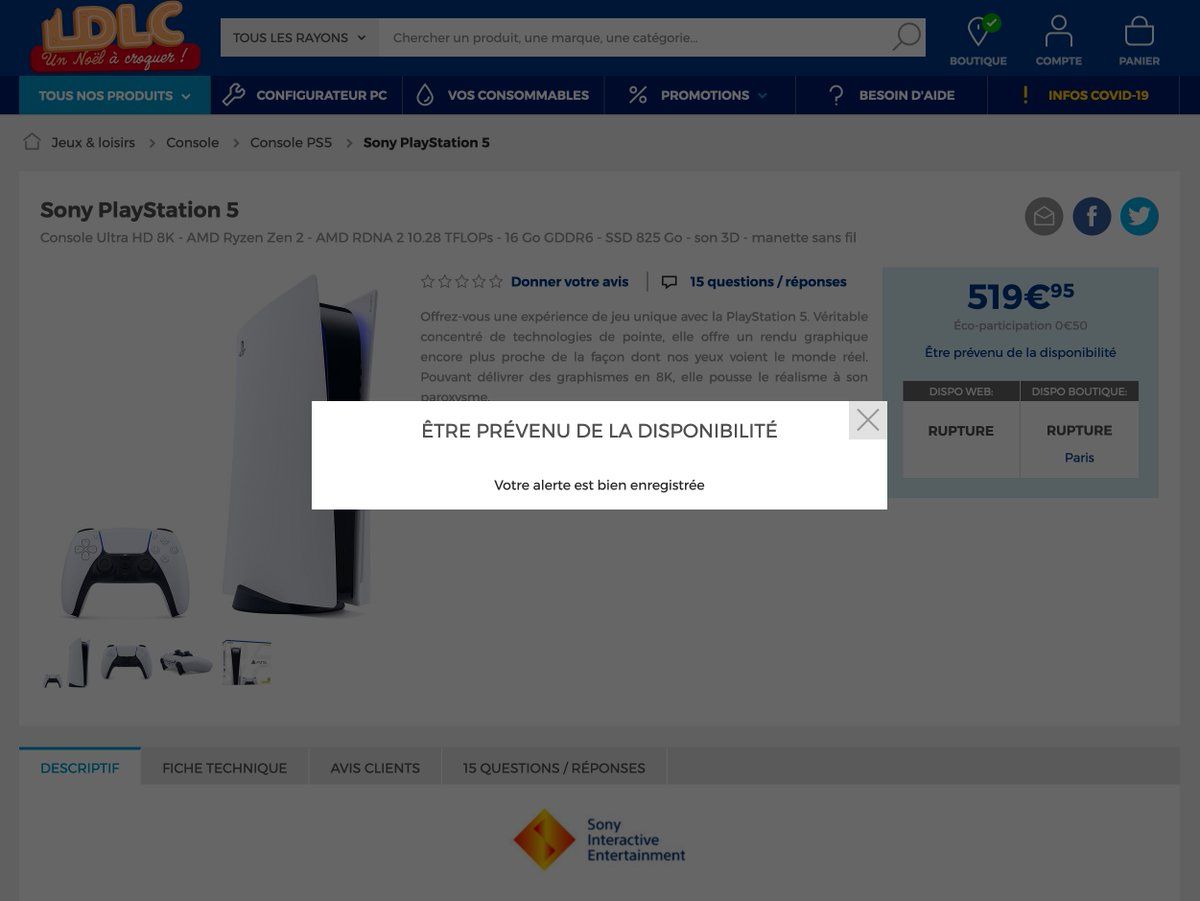 LDLC
Un Noël à croquer !
TOUS LES RAYONS
Chercher un produit, une marque, une catégorie...
BOUTIQUE
COMPTE
PANIER
TOUS NOS PRODUITS
CONFIGURATEUR PC
VOS CONSOMMABLES
PROMOTIONS
BESOIN D'AIDE
INFOS COVID-19
Jeux & loisirs > Console > Console PS5 > Sony PlayStation 5
Sony PlayStation 5
Console Ultra HD 8K - AMD Ryzen Zen 2 - AMD RDNA 2 10.28 TFLOPs - 16 Go GDDR6 - SSD 825 Go - son 3D - manette sans fil
Donner votre avis
15 questions / réponses
Offrez-vous une expérience de jeu unique avec la PlayStation 5. Véritable
concentré de technologies de pointe, elle offre un rendu graphique
encore plus proche de la façon dont nos yeux voient le monde réel.
Pouvant délivrer des graphismes en 8K, elle pousse le réalisme à son
paroxysme.
519€95
Éco-participation 0€50
Être prévenu de la disponibilité
DISPO WEB:
DISPO BOUTIQUE:
RUPTURE
RUPTURE
Paris
ÊTRE PRÉVENU DE LA DISPONIBILITÉ
Votre alerte est bien enregistrée
DESCRIPTIF
FICHE TECHNIQUE
AVIS CLIENTS
15 QUESTIONS / RÉPONSES
Sony
Interactive
Entertainment